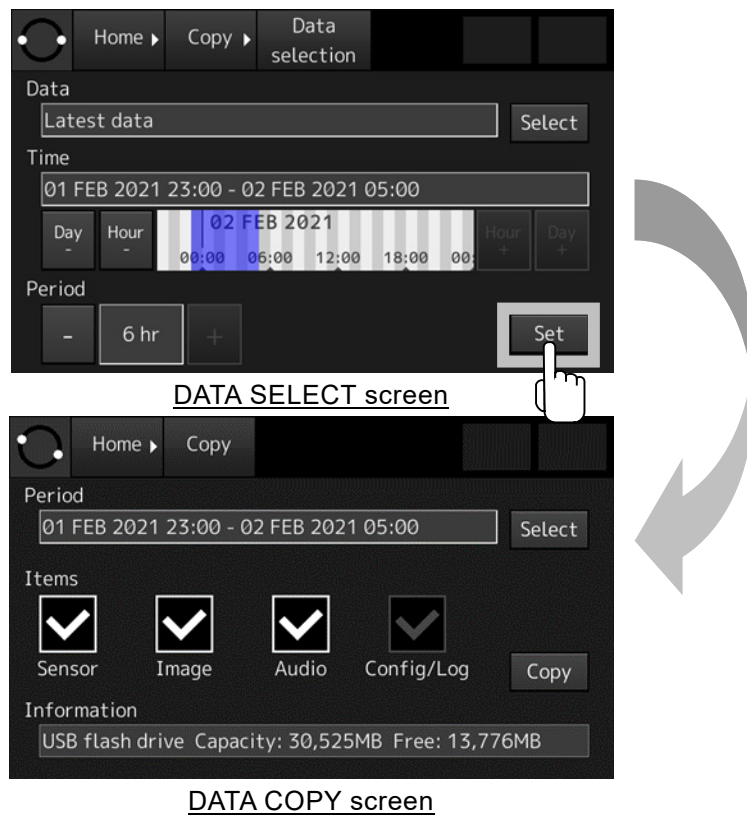 Home Copy Data selection
Data
Latest data Select
Time
01 FEB 2021 23:00 - 02 FEB 2021 05:00
Day - Hour - 02 FEB 2021 Hour + Day +
00:00 06:00 12:00 18:00 00:
Period
- 6 hr + Set
DATA SELECT screen
Home Copy
Period
01 FEB 2021 23:00 - 02 FEB 2021 05:00 Select
Items
Sensor Image Audio Config/Log Copy
Information
USB flash drive Capacity: 30,525MB Free: 13,776MB
DATA COPY screen